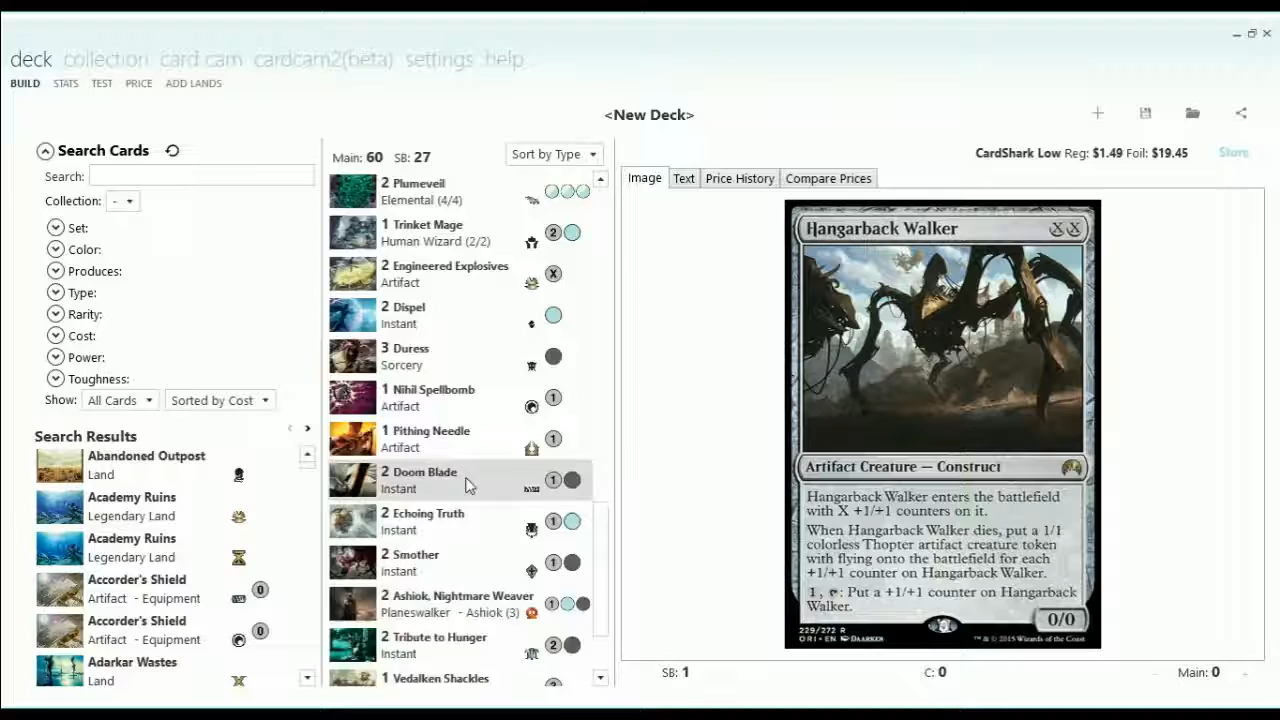 deck collection card cam cardcam2(beta) settings help
BUILD STATS TEST PRICE ADD LANDS
<New Deck>
CardShark Low Reg: $1.49 Foil: $19.45 Store
Search Cards
Search:
Collection: -
Set:
Color:
Produces:
Type:
Rarity:
Cost:
Power:
Toughness:
Show: All Cards Sorted by Cost
Search Results
Abandoned Outpost
Land
Academy Ruins
Legendary Land
Academy Ruins
Legendary Land
Accorder's Shield
Artifact - Equipment 0
Accorder's Shield
Artifact - Equipment 0
Adarkar Wastes
Land
Main: 60 SB: 27 Sort by Type
2 Plumeveil
Elemental (4/4)
1 Trinket Mage
Human Wizard (2/2) 2
2 Engineered Explosives
Artifact X
2 Dispel
Instant
3 Duress
Sorcery
1 Nihil Spellbomb
Artifact 1
1 Pithing Needle
Artifact 1
2 Doom Blade
Instant 1
2 Echoing Truth
Instant 1
2 Smother
Instant 1
2 Ashiok, Nightmare Weaver
Planeswalker - Ashiok (3) 1
2 Tribute to Hunger
Instant 2
1 Vedalken Shackles
Image Text Price History Compare Prices
Hangarback Walker X X
Artifact Creature — Construct
Hangarback Walker enters the battlefield
with X +1/+1 counters on it.
When Hangarback Walker dies, put a 1/1
colorless Thopter artifact creature token
with flying onto the battlefield for each
+1/+1 counter on Hangarback Walker.
1, : Put a +1/+1 counter on Hangarback
Walker.
0/0
229/272 R
ORI • EN DAARKEN
™ & © 2015 Wizards of the Coast
SB: 1 C: 0 Main: 0